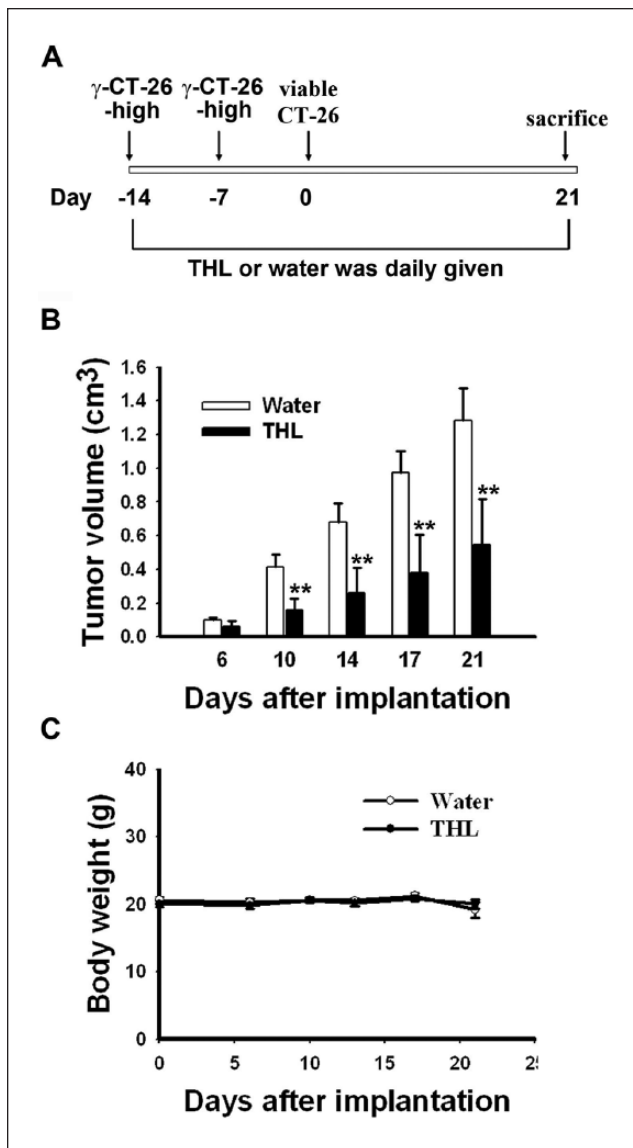 A
γ-CT-26 γ-CT-26 viable
-high -high CT-26 sacrifice
Day -14 -7 0 21
THL or water was daily given
B
Tumor volume (cm³)
1.6
1.4
1.2
1.0
0.8
0.6
0.4
0.2
0.0
Water
THL
** ** ** **
6 10 14 17 21
Days after implantation
C
Body weight (g)
40
30
20
10
0
Water
THL
0 5 10 15 20 25
Days after implantation